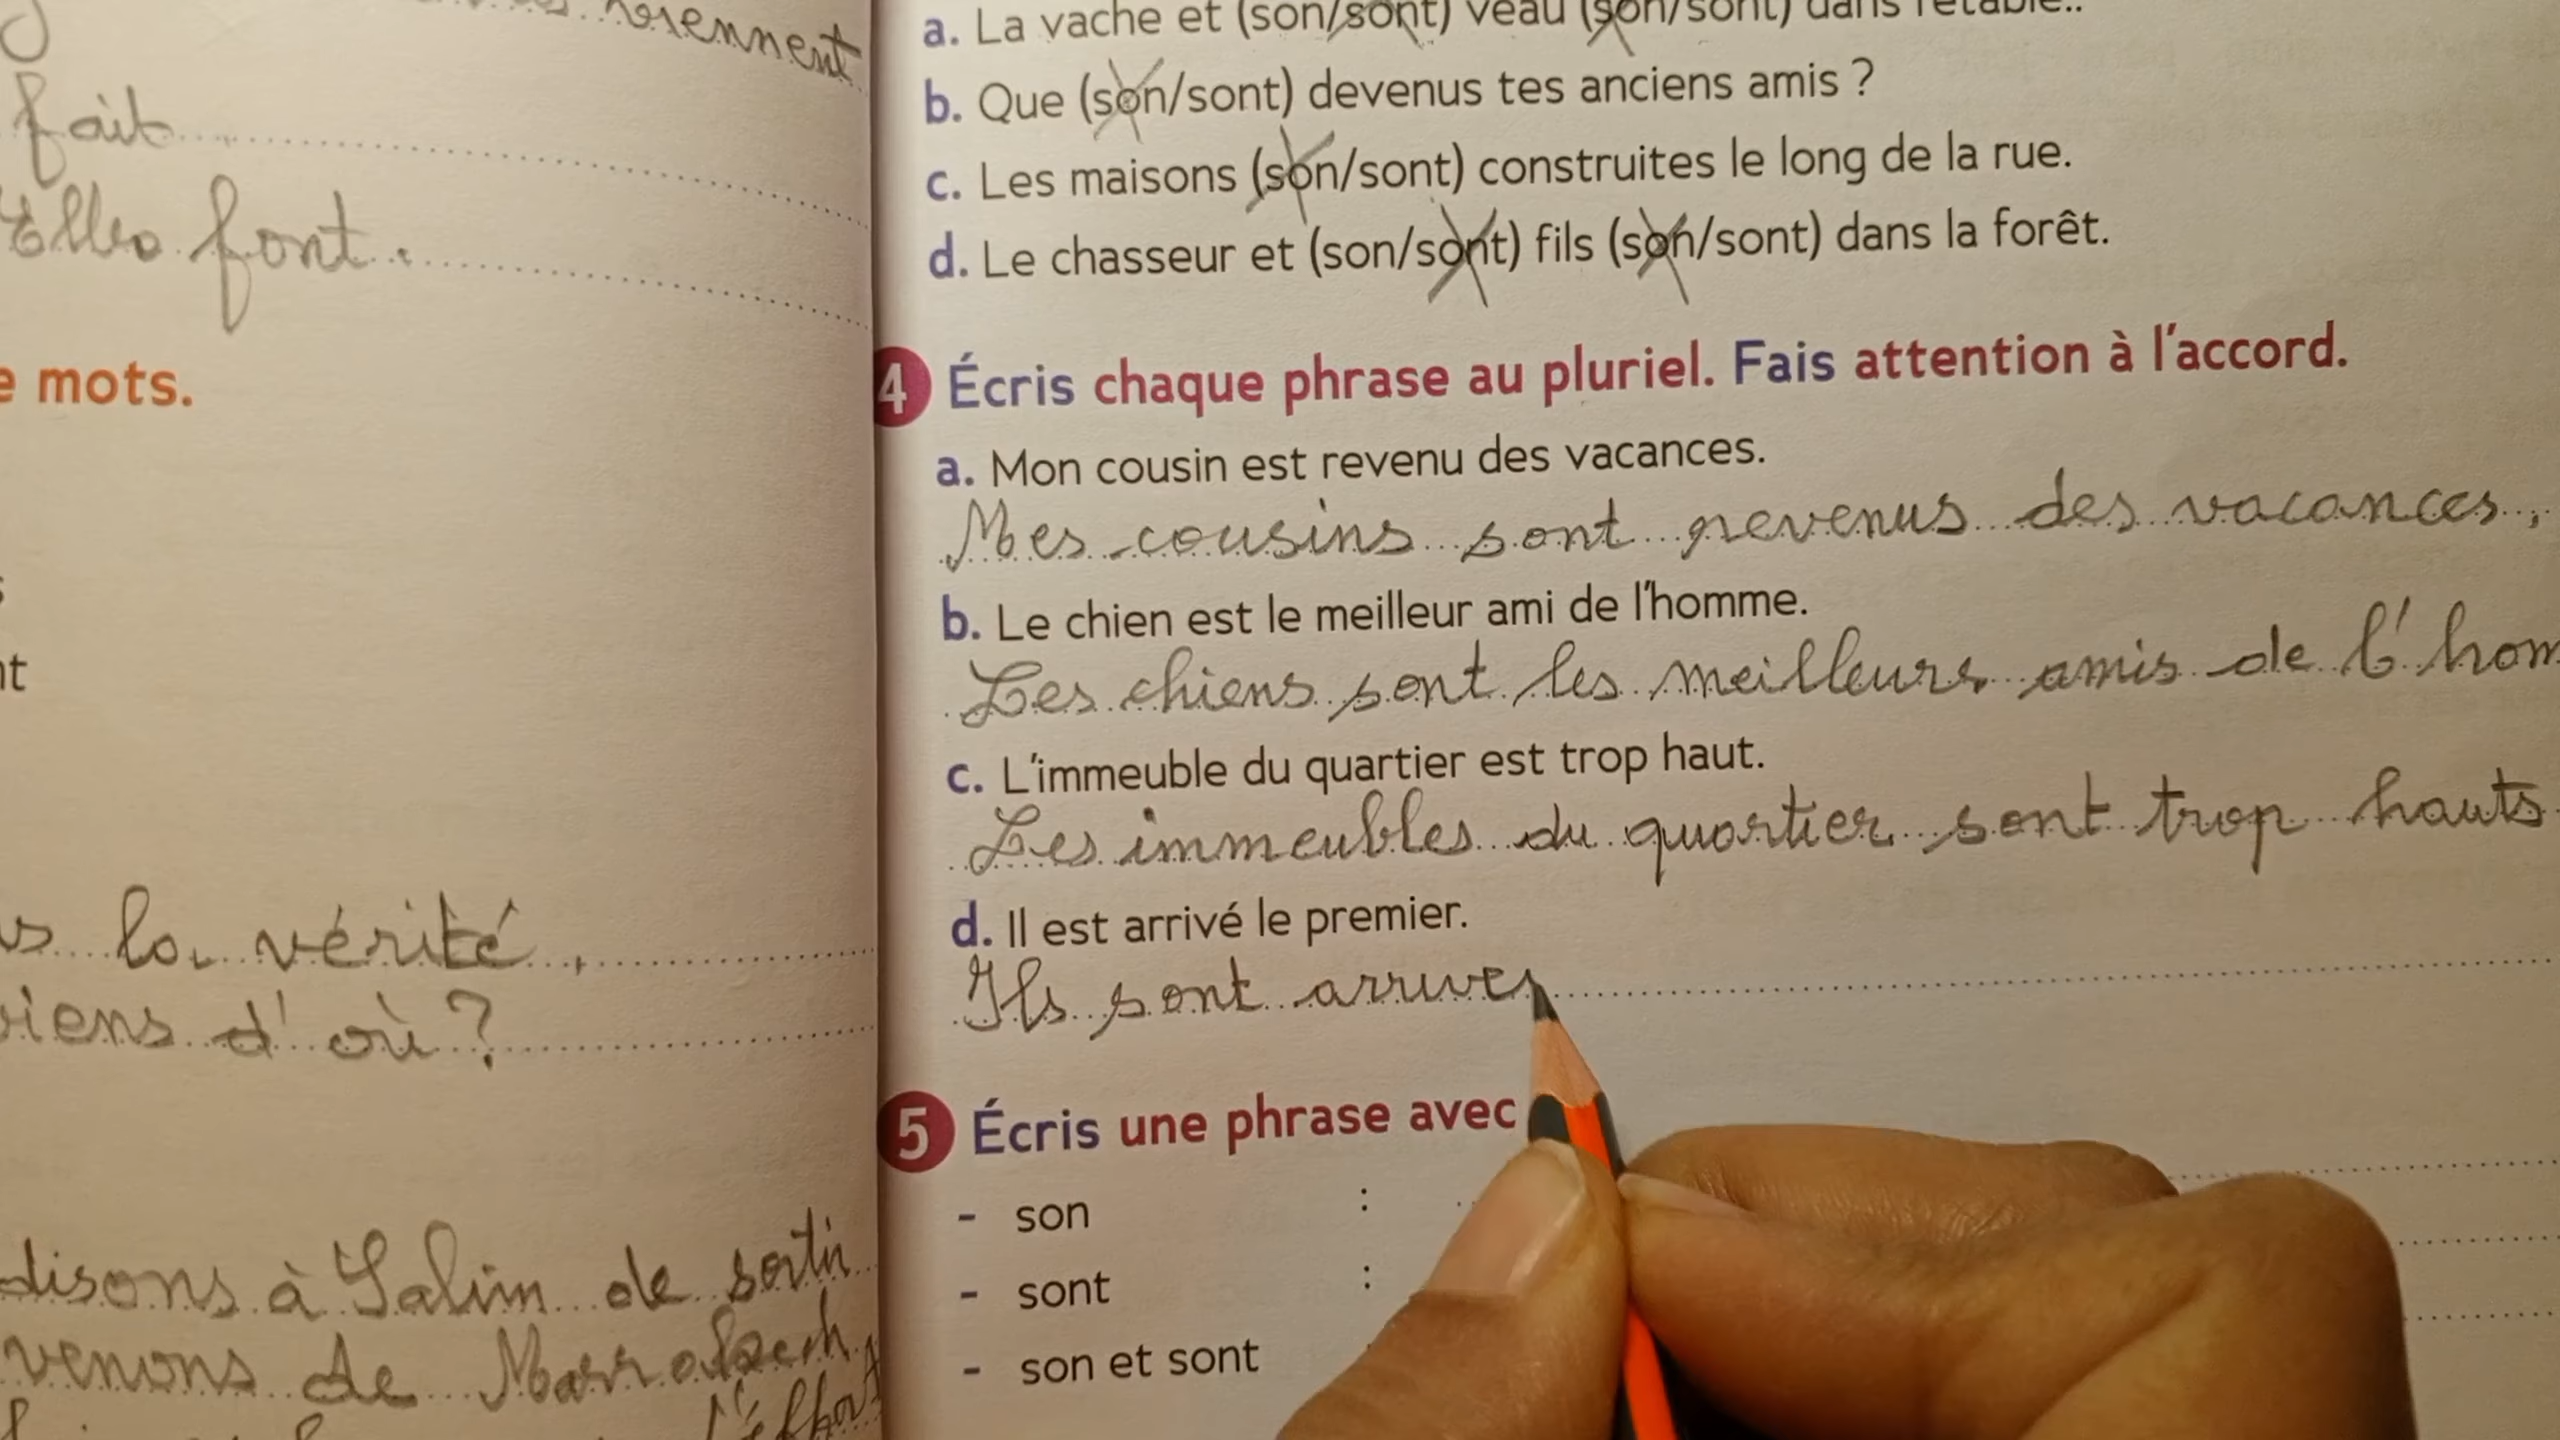 viennent
fait
Elles font.
e mots.
nt
la vérité.
viens d'où ?
disons à Salim de sortir
venons de Marrakech
a. La vache et (son/sont) veau (son/sont) dans l'étable..
b. Que (son/sont) devenus tes anciens amis ?
c. Les maisons (son/sont) construites le long de la rue.
d. Le chasseur et (son/sont) fils (son/sont) dans la forêt.
4 Écris chaque phrase au pluriel. Fais attention à l'accord.
a. Mon cousin est revenu des vacances.
Mes cousins sont revenus des vacances.
b. Le chien est le meilleur ami de l'homme.
Les chiens sont les meilleurs amis de l'hom
c. L'immeuble du quartier est trop haut.
Les immeubles du quartier sont trop hauts
d. Il est arrivé le premier.
Ils sont arrives
5 Écris une phrase avec
- son :
- sont :
- son et sont